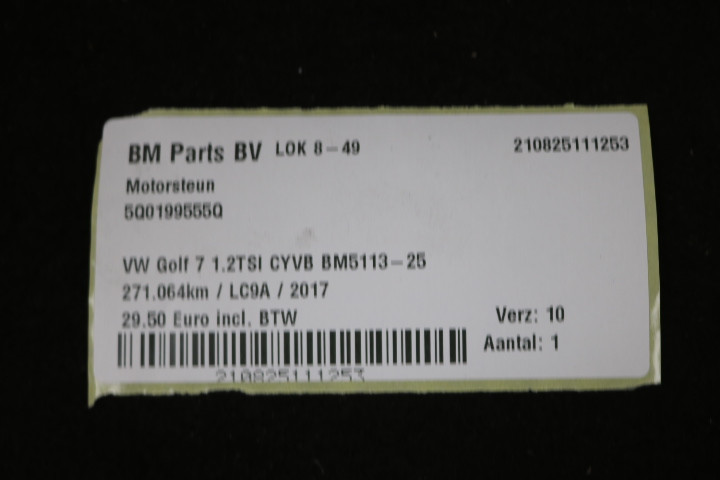 BM Parts BV LOK 8-49 210825111253
Motorsteun
5Q0199555Q
VW Golf 7 1.2TSI CYVB BM5113-25
271.064km / LC9A / 2017
29.50 Euro incl. BTW
Verz: 10
Aantal: 1
210825111253